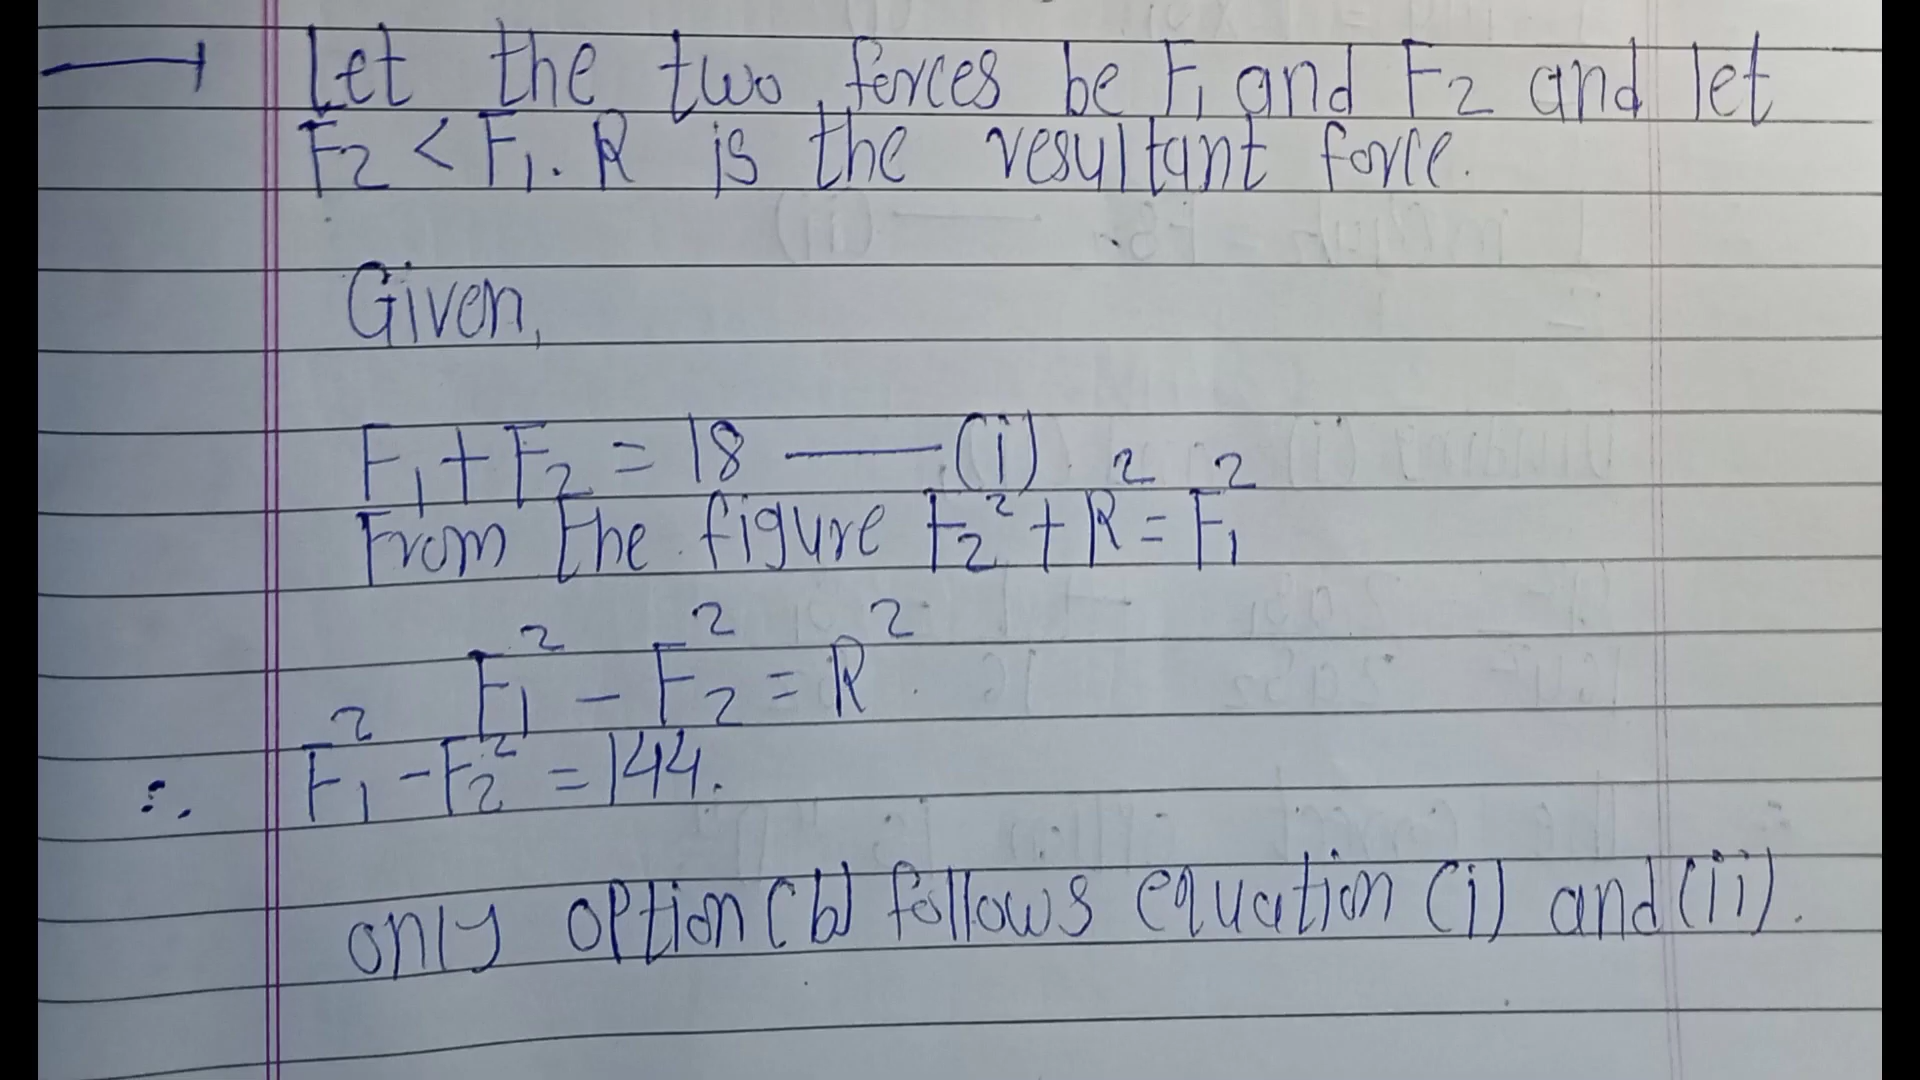 Let the two forces be F₁ and F₂ and let
F₂ < F₁. R is the resultant force.
Given,
F₁ + F₂ = 18 —— (i)
From the figure F₂² + R² = F₁²
F₁² - F₂² = R².
∴ F₁² - F₂² = 144.
only option (b) follows equation (i) and (ii).